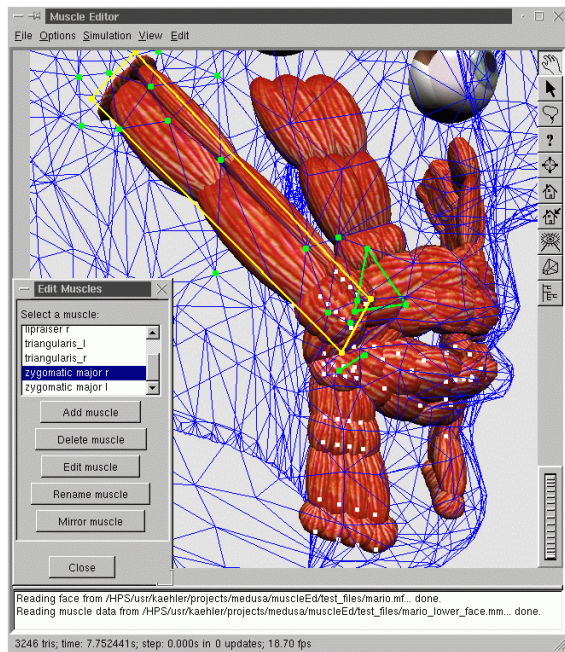 Muscle Editor
File Options Simulation View Edit
Edit Muscles
Select a muscle:
lipraiser r
triangularis_l
triangularis_r
zygomatic major r
zygomatic major l
Add muscle
Delete muscle
Edit muscle
Rename muscle
Mirror muscle
Close
?
Reading face from /HPS/usr/kaehler/projects/medusa/muscleEd/test_files/mario.mf... done.
Reading muscle data from /HPS/usr/kaehler/projects/medusa/muscleEd/test_files/mario_lower_face.mm... done.
3246 tris; time: 7.752441s; step: 0.000s in 0 updates; 18.70 fps